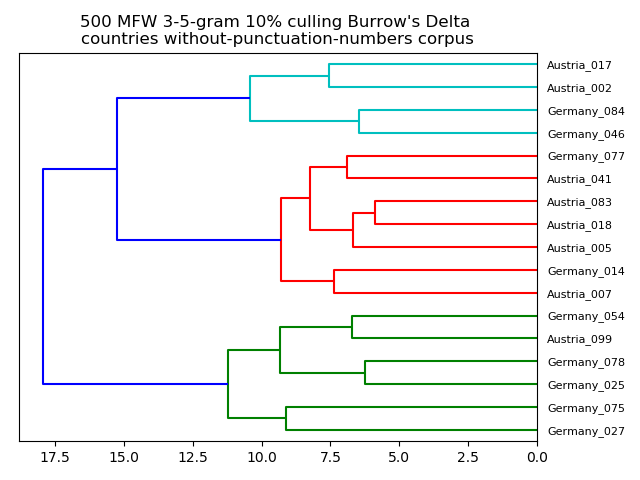 500 MFW 3-5-gram 10% culling Burrow's Delta
countries without-punctuation-numbers corpus
Austria_017
Austria_002
Germany_084
Germany_046
Germany_077
Austria_041
Austria_083
Austria_018
Austria_005
Germany_014
Austria_007
Germany_054
Austria_099
Germany_078
Germany_025
Germany_075
Germany_027
17.5 15.0 12.5 10.0 7.5 5.0 2.5 0.0